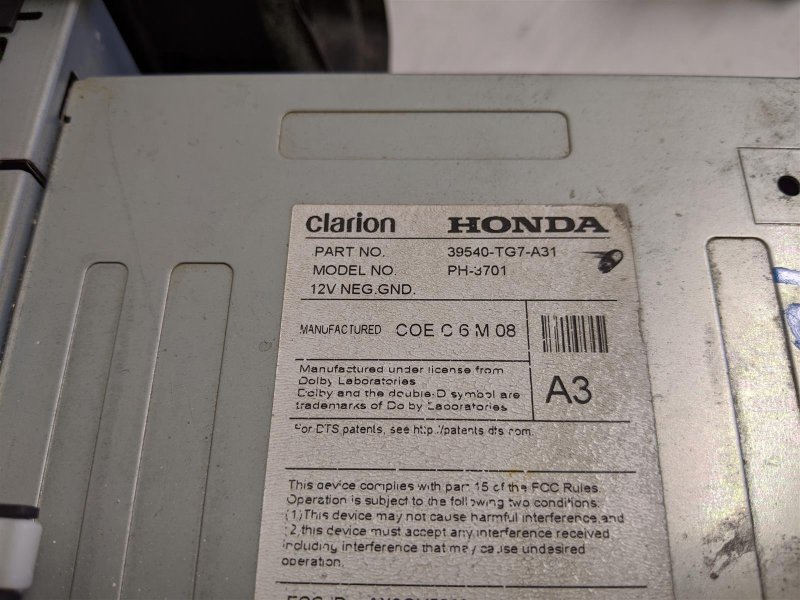 clarion HONDA
PART NO. 39540-TG7-A31
MODEL NO. PH-3701
12V NEG.GND.
MANUFACTURED COE C 6 M 08
Manufactured under license from
Dolby Laboratories
Dolby and the double-D symbol are
trademarks of Dolby Laboratories
A3
For DTS patents, see http://patents.dts.com.
This device complies with part 15 of the FCC Rules.
Operation is subject to the following two conditions:
(1)This device may not cause harmful interference,and
(2)this device must accept any interference received
including interference that may cause undesired
operation.
FCC ID